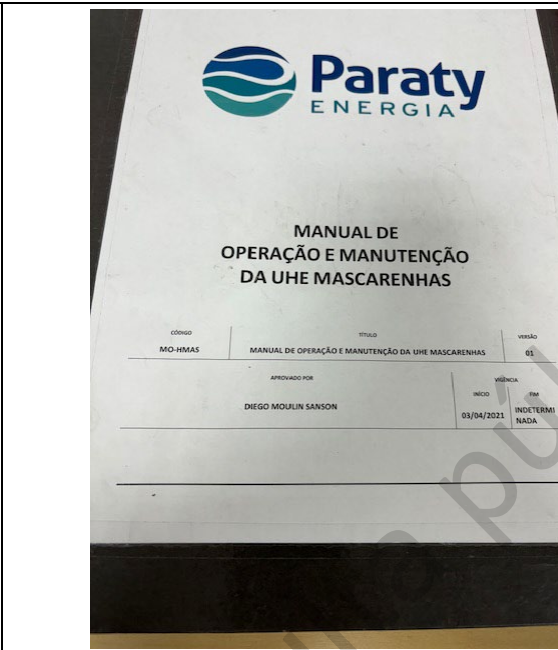 Paraty
ENERGIA
MANUAL DE
OPERAÇÃO E MANUTENÇÃO
DA UHE MASCARENHAS
CÓDIGO TÍTULO VERSÃO
MO-HMAS MANUAL DE OPERAÇÃO E MANUTENÇÃO DA UHE MASCARENHAS 01
APROVADO POR VIGÊNCIA
INÍCIO FIM
DIEGO MOULIN SANSON 03/04/2021 INDETERMI
NADA